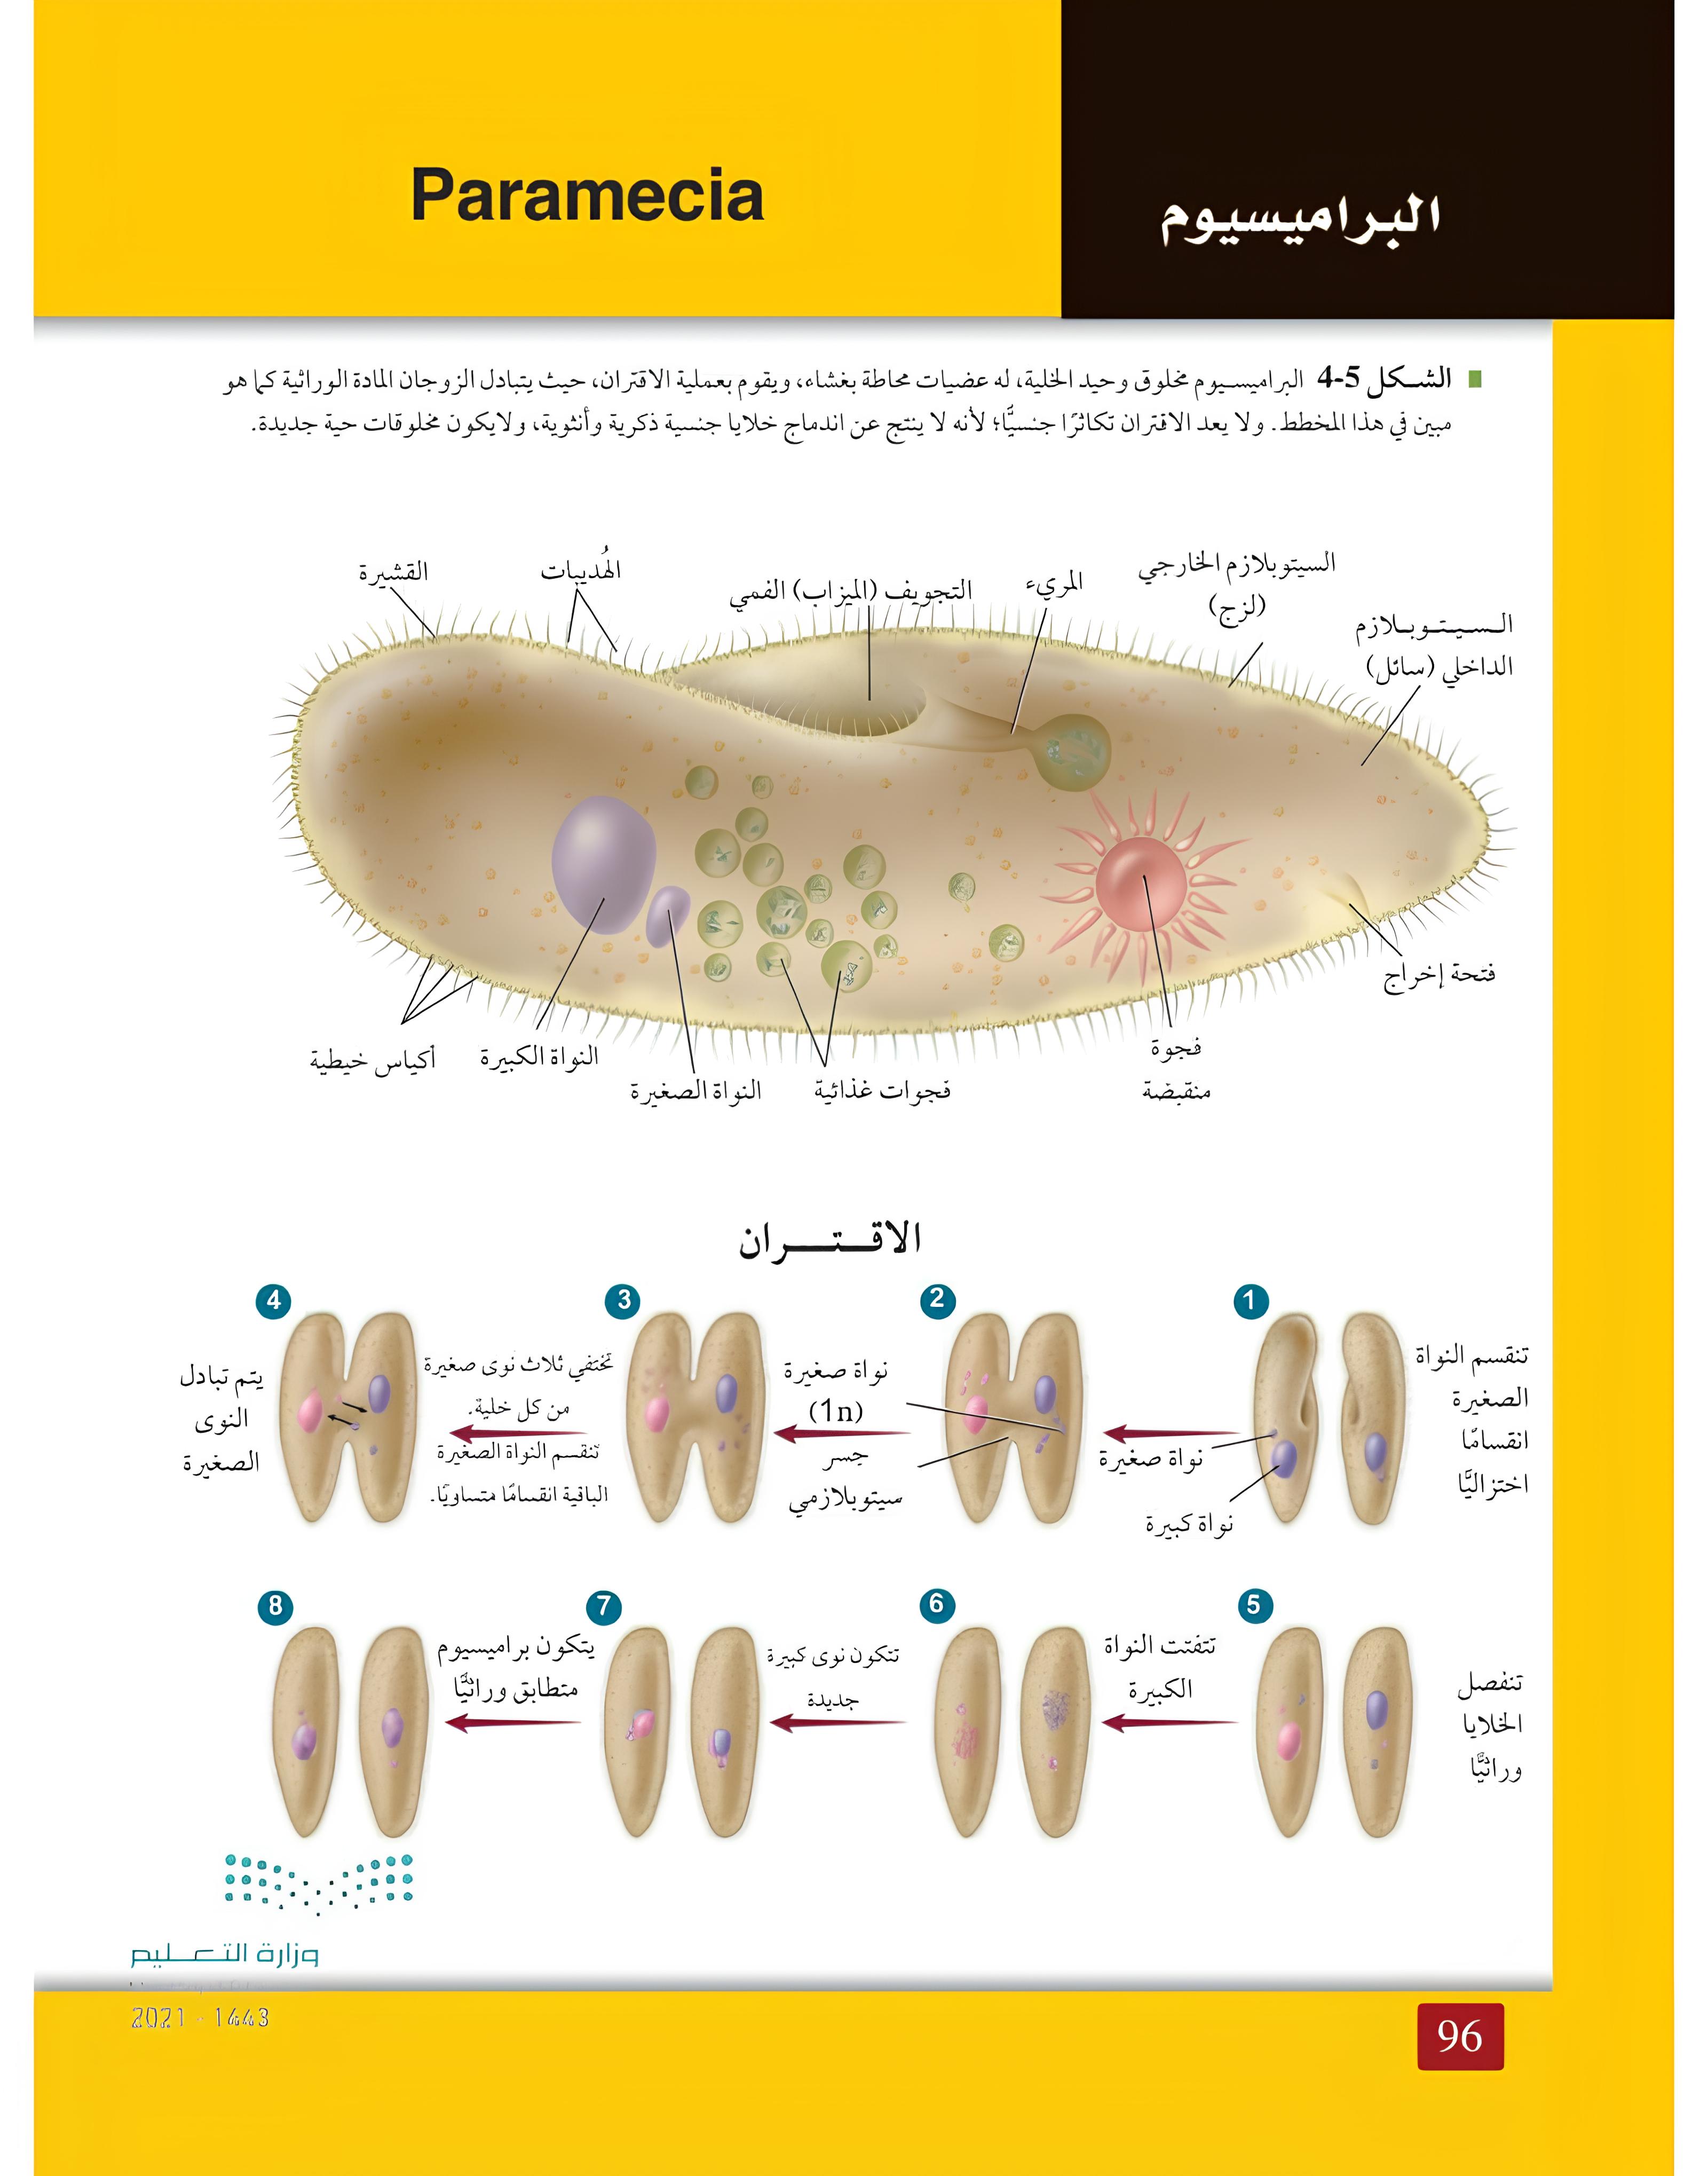 البراميسيوم
Paramecia
الشكل 5-4 البراميسيوم مخلوق وحيد الخلية، له عضيات محاطة بغشاء، ويقوم بعملية الاقتران، حيث يتبادل الزوجان المادة الوراثية كما هو
مبين في هذا المخطط. ولا يعد الاقتران تكاثرًا جنسيًّا؛ لأنه لا ينتج عن اندماج خلايا جنسية ذكرية وأنثوية، ولايكون مخلوقات حية جديدة.
السيتوبلازم الخارجي
(لزج)
السيتوبلازم
الداخلي (سائل)
المريء
التجويف (الميزاب) الفمي
الهُديبات
القشيرة
فتحة إخراج
فجوة
منقبضة
فجوات غذائية
النواة الصغيرة
النواة الكبيرة
أكياس خيطية
الاقتران
1
تنقسم النواة
الصغيرة
انقسامًا
اختزاليًّا
نواة صغيرة
نواة كبيرة
2
نواة صغيرة
(1n)
جسر
سيتوبلازمي
3
تختفي ثلاث نوى صغيرة
من كل خلية.
تنقسم النواة الصغيرة
الباقية انقسامًا متساويًا.
4
يتم تبادل
النوى
الصغيرة
5
تنفصل
الخلايا
وراثيًّا
تتفتت النواة
الكبيرة
6
تتكون نوى كبيرة
جديدة
7
يتكون براميسيوم
متطابق وراثيًّا
8
وزارة التعليم
2021 - 1443
96